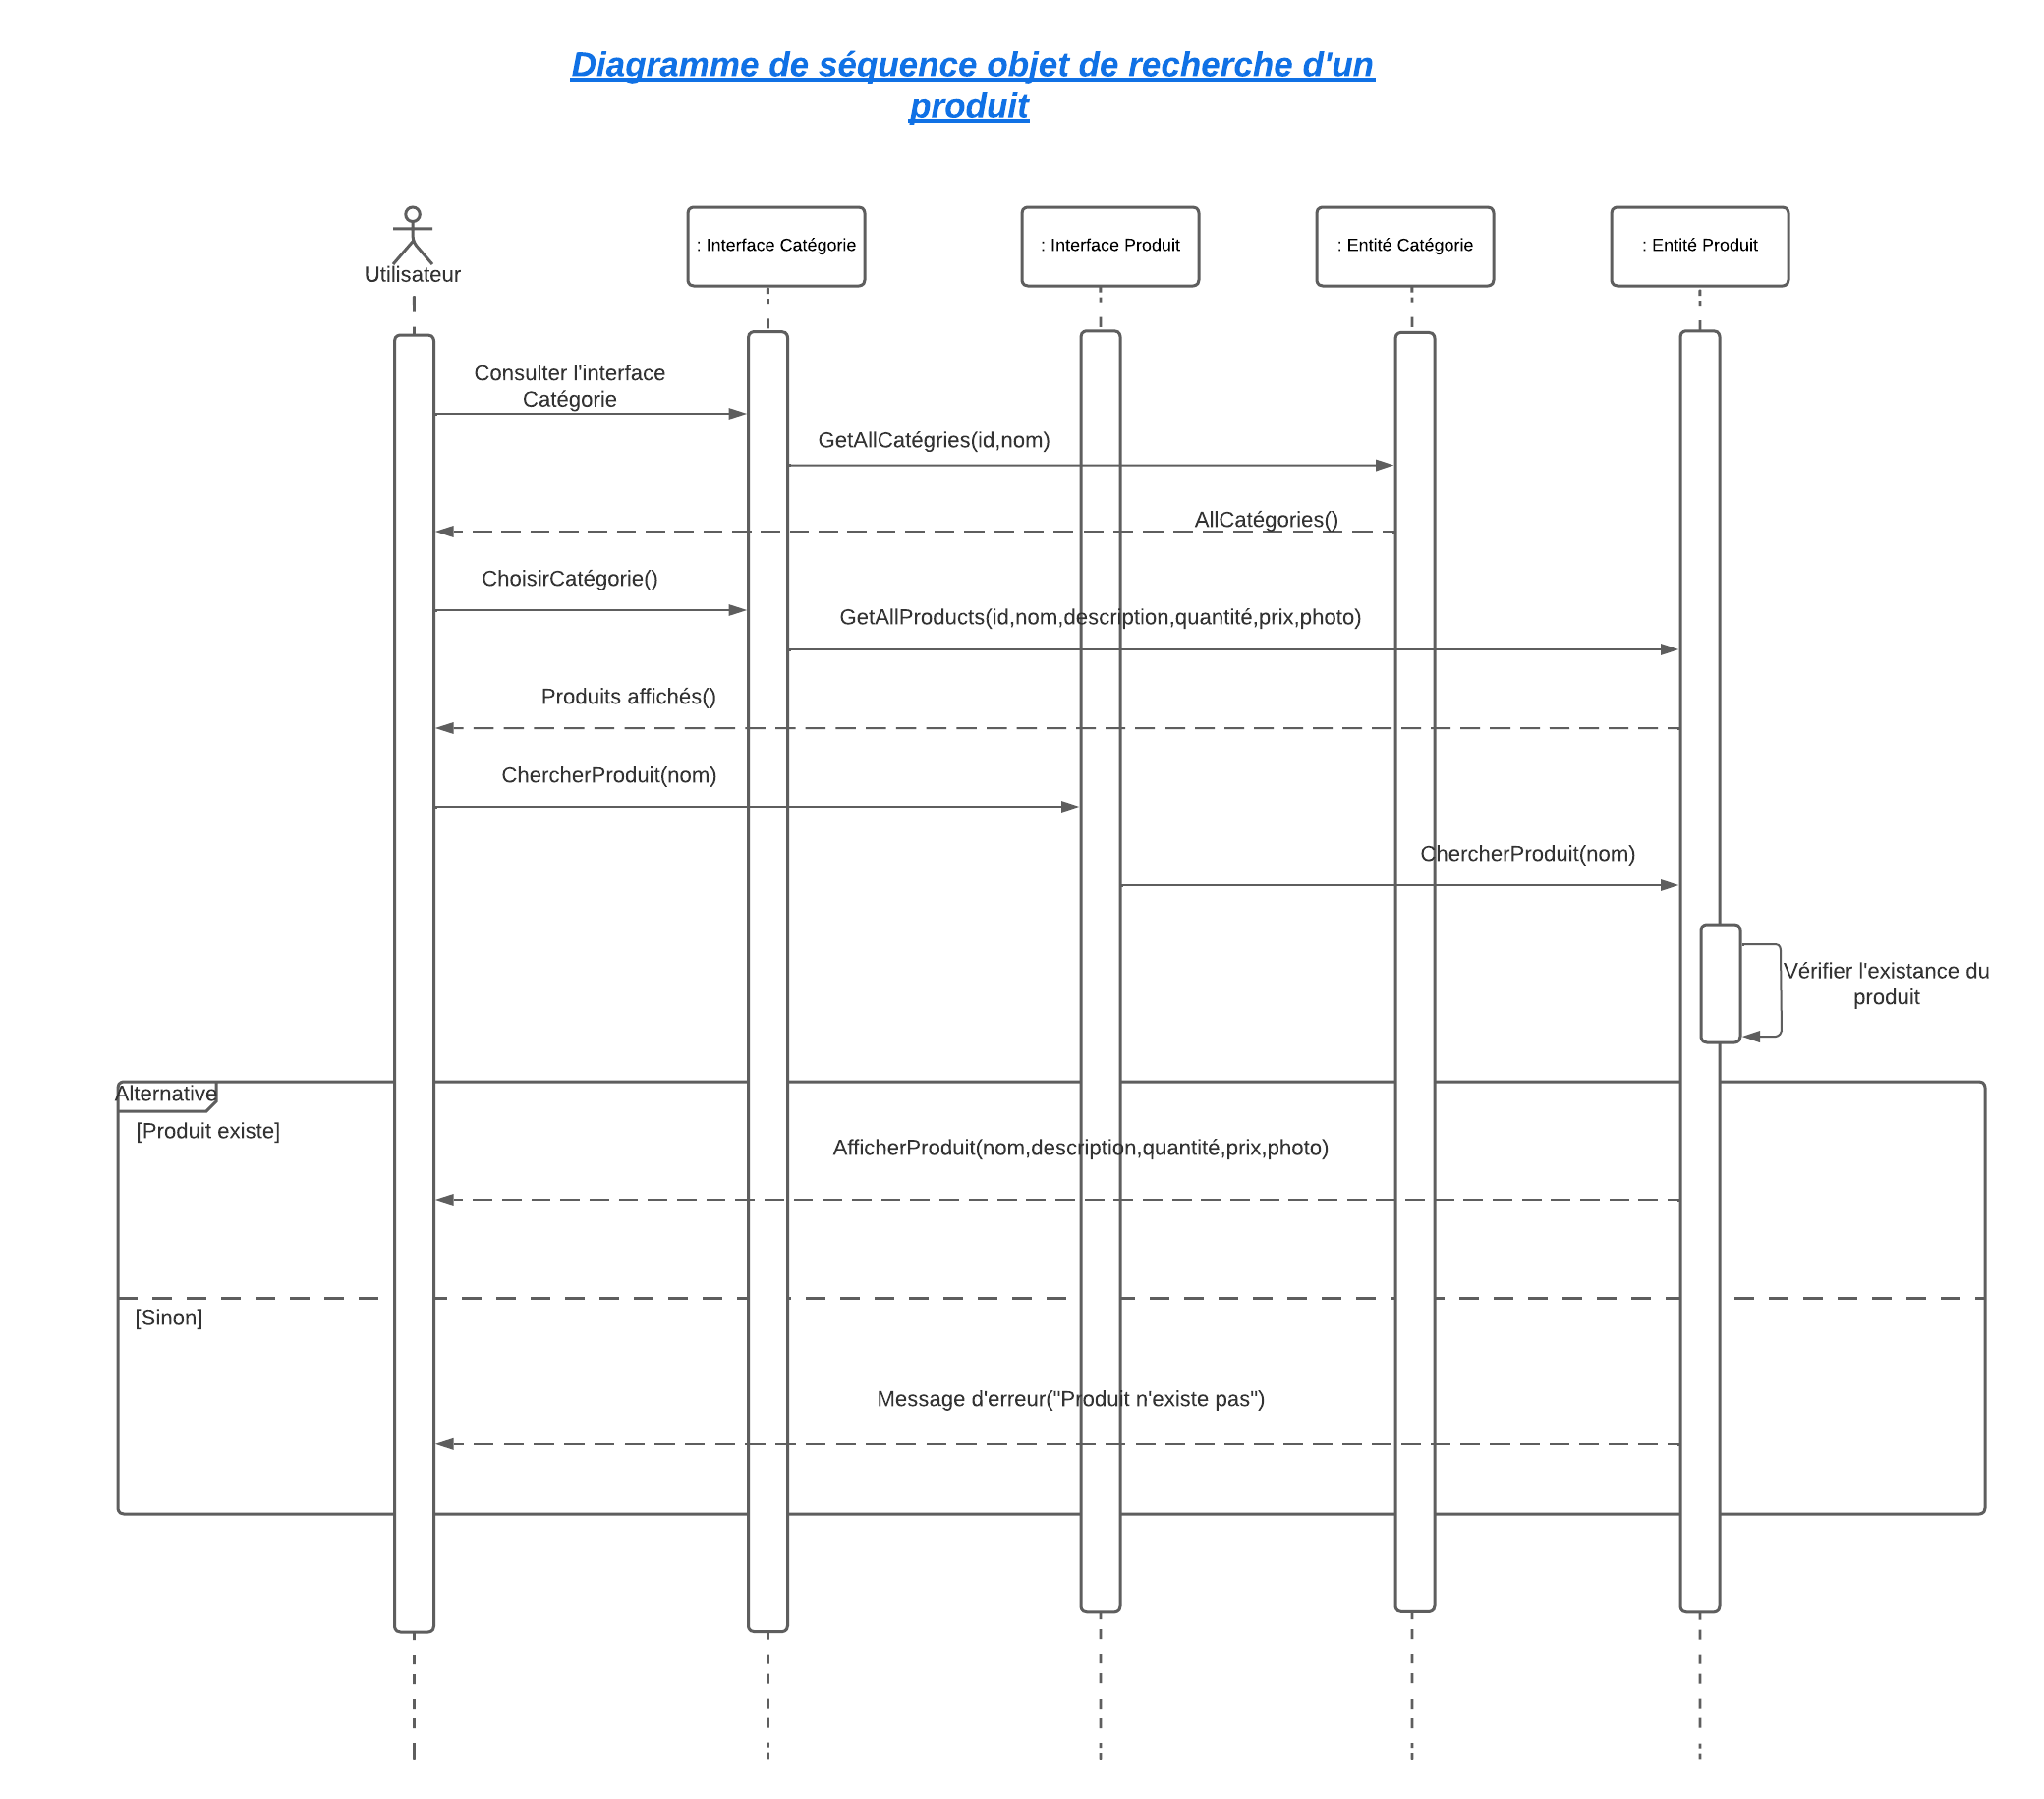 Diagramme de séquence objet de recherche d'un
produit
Utilisateur
: Interface Catégorie
: Interface Produit
: Entité Catégorie
: Entité Produit
Consulter l'interface
Catégorie
GetAllCatégries(id,nom)
AllCatégories()
ChoisirCatégorie()
GetAllProducts(id,nom,description,quantité,prix,photo)
Produits affichés()
ChercherProduit(nom)
ChercherProduit(nom)
Vérifier l'existance du
produit
Alternative
[Produit existe]
AfficherProduit(nom,description,quantité,prix,photo)
[Sinon]
Message d'erreur("Produit n'existe pas")